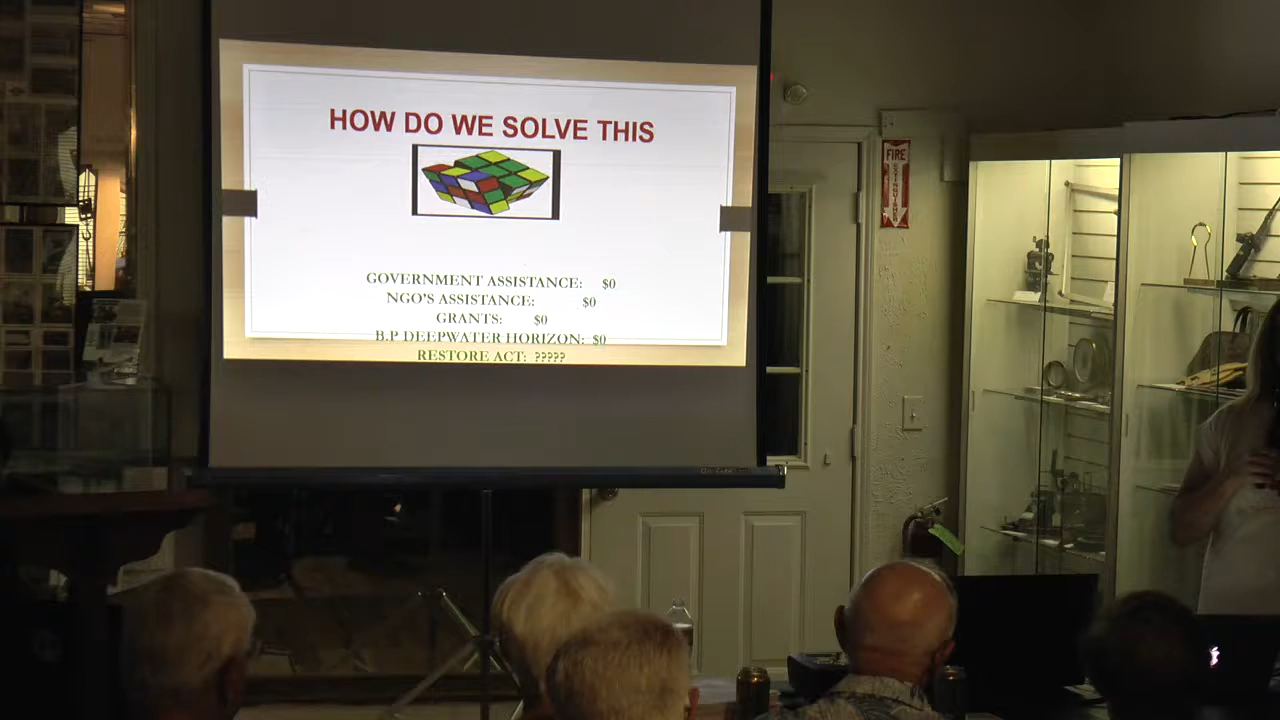 HOW DO WE SOLVE THIS
GOVERNMENT ASSISTANCE: $0
NGO'S ASSISTANCE: $0
GRANTS: $0
B.P DEEPWATER HORIZON: $0
RESTORE ACT: ?????
FIRE
EXTINGUISHER